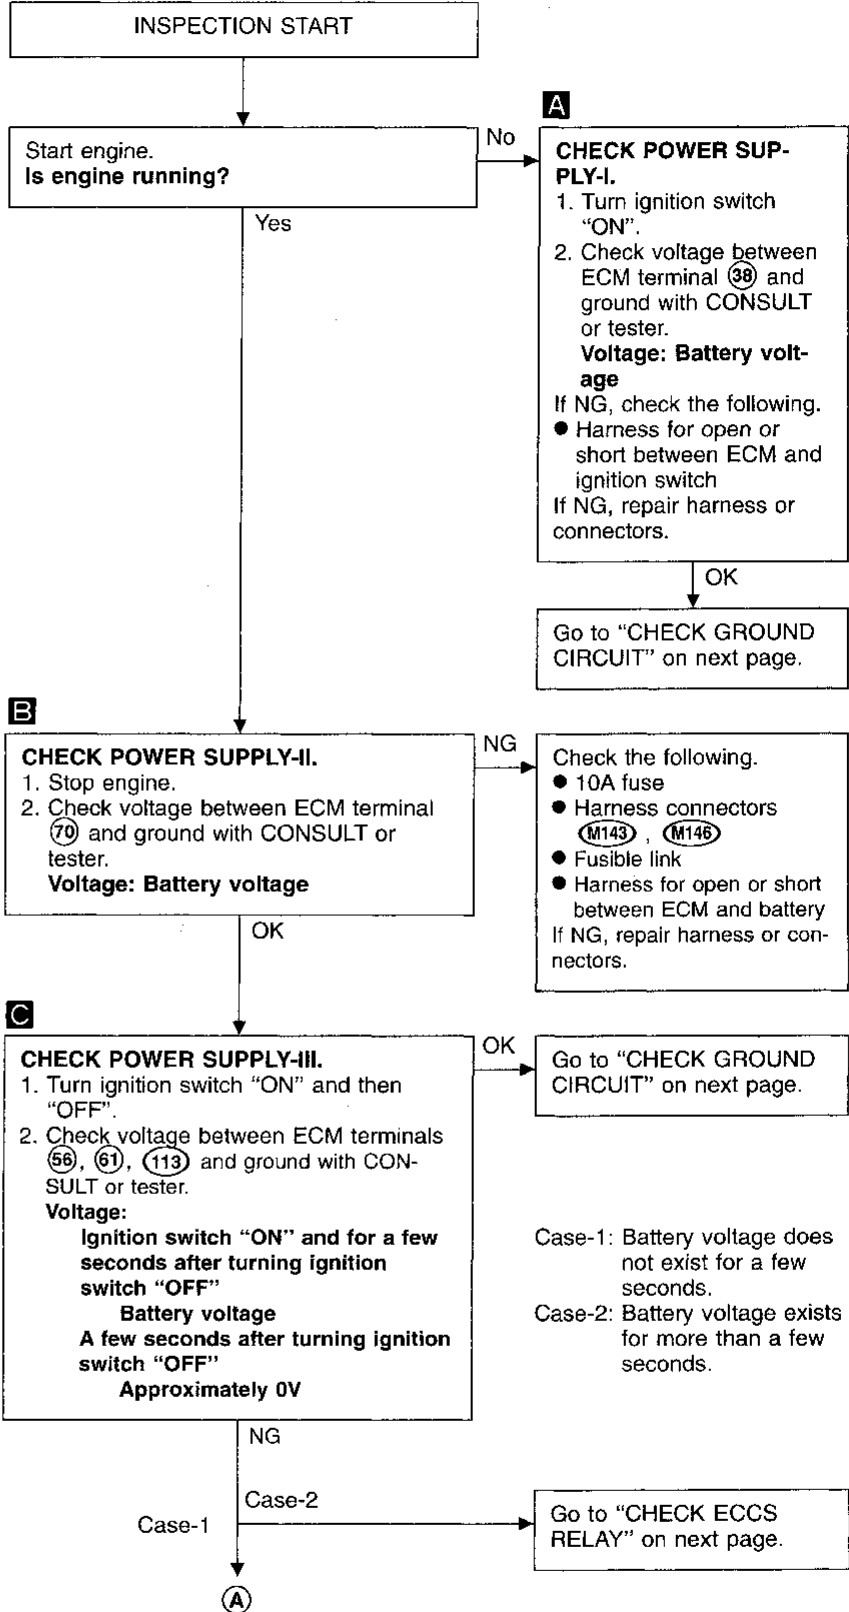 INSPECTION START
A
Start engine.
Is engine running?
No
Yes
CHECK POWER SUP-
PLY-I.
1. Turn ignition switch
"ON".
2. Check voltage between
ECM terminal 38 and
ground with CONSULT
or tester.
Voltage: Battery volt-
age
If NG, check the following.
● Harness for open or
short between ECM and
ignition switch
If NG, repair harness or
connectors.
OK
Go to "CHECK GROUND
CIRCUIT" on next page.
B
CHECK POWER SUPPLY-II.
1. Stop engine.
2. Check voltage between ECM terminal
70 and ground with CONSULT or
tester.
Voltage: Battery voltage
NG
Check the following.
● 10A fuse
● Harness connectors
M143 , M146
● Fusible link
● Harness for open or short
between ECM and battery
If NG, repair harness or con-
nectors.
OK
C
CHECK POWER SUPPLY-III.
1. Turn ignition switch "ON" and then
"OFF".
2. Check voltage between ECM terminals
56, 61, 113 and ground with CON-
SULT or tester.
Voltage:
Ignition switch "ON" and for a few
seconds after turning ignition
switch "OFF"
Battery voltage
A few seconds after turning ignition
switch "OFF"
Approximately 0V
OK
Go to "CHECK GROUND
CIRCUIT" on next page.
Case-1: Battery voltage does
not exist for a few
seconds.
Case-2: Battery voltage exists
for more than a few
seconds.
NG
Case-2
Case-1
Go to "CHECK ECCS
RELAY" on next page.
A